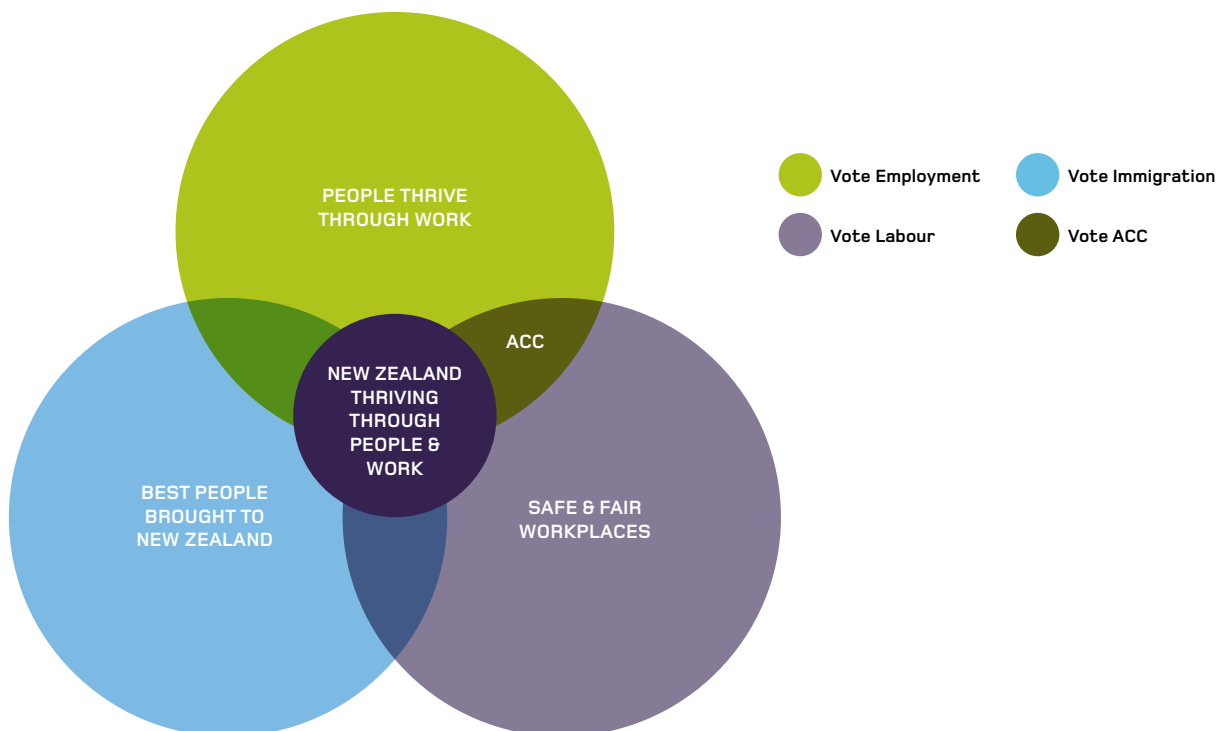 PEOPLE THRIVE
THROUGH WORK
Vote Employment
Vote Immigration
Vote Labour
Vote ACC
ACC
NEW ZEALAND
THRIVING
THROUGH
PEOPLE &
WORK
BEST PEOPLE
BROUGHT TO
NEW ZEALAND
SAFE & FAIR
WORKPLACES